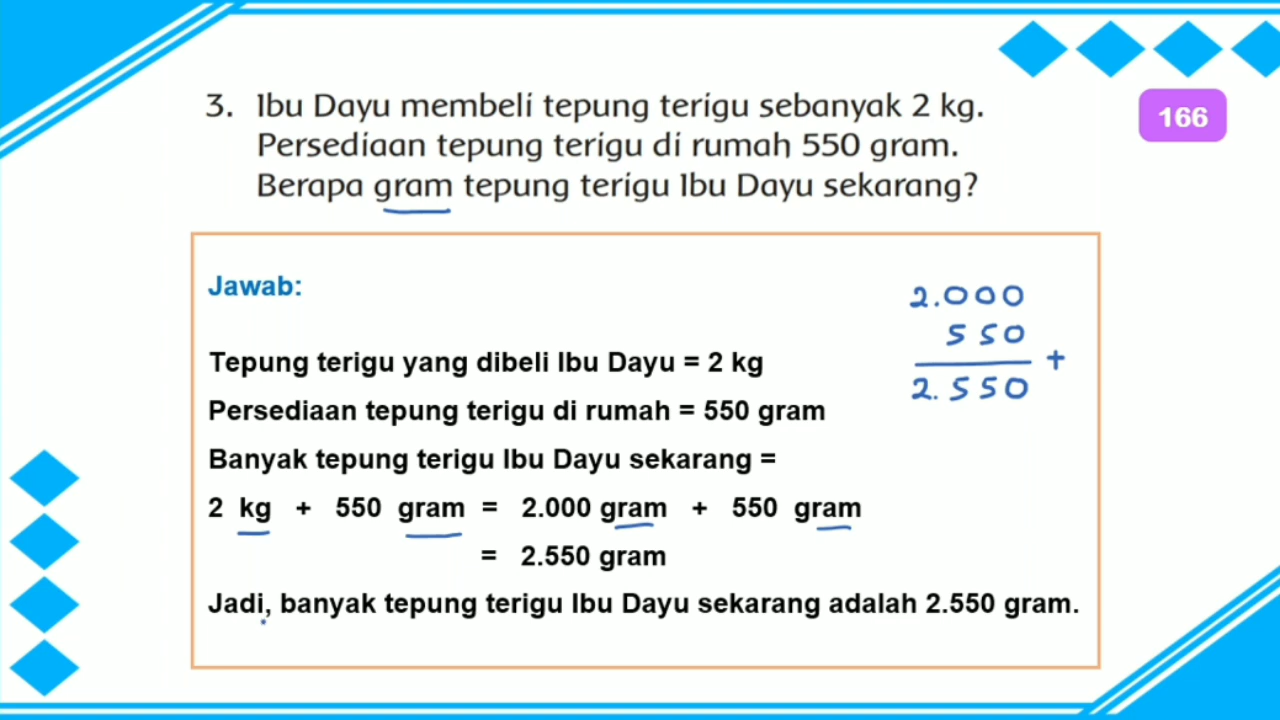 3. Ibu Dayu membeli tepung terigu sebanyak 2 kg.
Persediaan tepung terigu di rumah 550 gram.
Berapa gram tepung terigu Ibu Dayu sekarang?
166
Jawab:
2.000
550
+
2.550
Tepung terigu yang dibeli Ibu Dayu = 2 kg
Persediaan tepung terigu di rumah = 550 gram
Banyak tepung terigu Ibu Dayu sekarang =
2 kg + 550 gram = 2.000 gram + 550 gram
= 2.550 gram
Jadi, banyak tepung terigu Ibu Dayu sekarang adalah 2.550 gram.